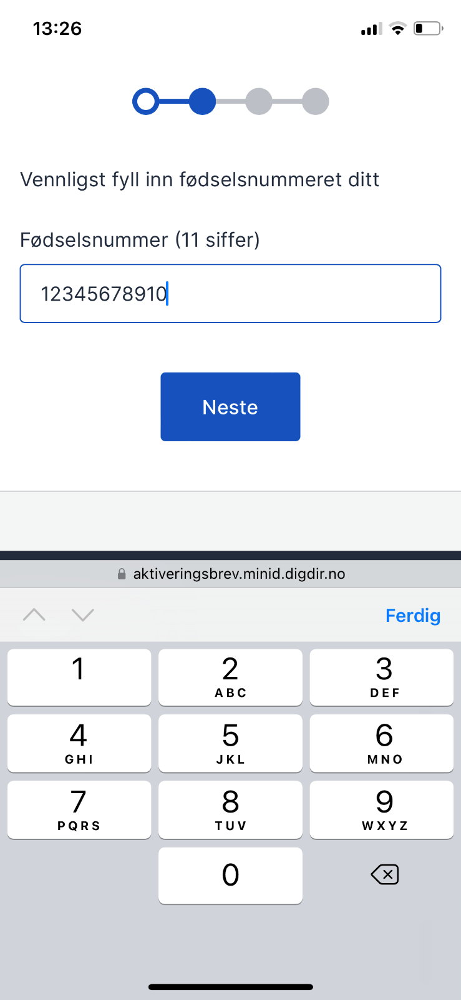 13:26
Vennligst fyll inn fødselsnummeret ditt
Fødselsnummer (11 siffer)
12345678910
Neste
aktiveringsbrev.minid.digdir.no
Ferdig
1 2 3
ABC DEF
4 5 6
GHI JKL MNO
7 8 9
PQRS TUV WXYZ
0